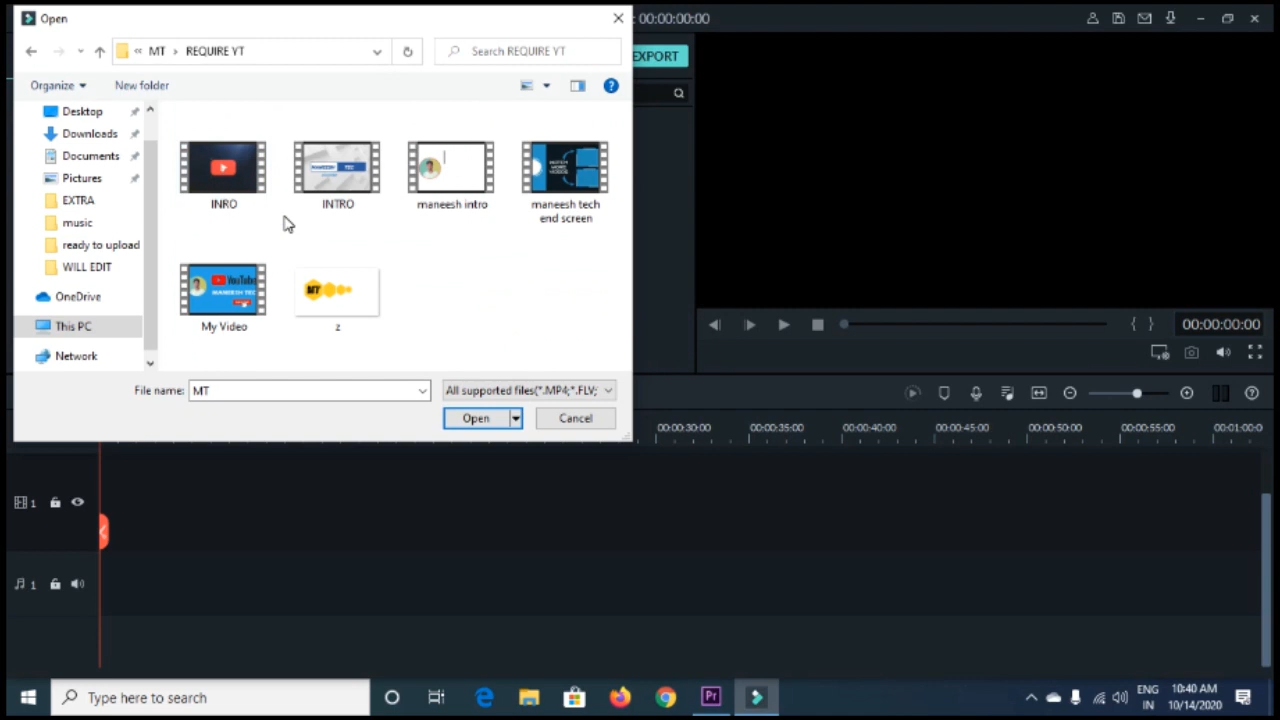 Open
: 00:00:00:00
« MT › REQUIRE YT
Search REQUIRE YT
EXPORT
Organize
New folder
Desktop
Downloads
Documents
Pictures
EXTRA
music
ready to upload
WILL EDIT
OneDrive
This PC
Network
INRO
INTRO
maneesh intro
maneesh tech
end screen
YouTube
MT
My Video
z
File name:
MT
All supported files(*.MP4;*.FLV;
Open
Cancel
{ }
00:00:00:00
00:00:30:00
00:00:35:00
00:00:40:00
00:00:45:00
00:00:50:00
00:00:55:00
00:01:00:0
1
1
Type here to search
Pr
ENG
IN
10:40 AM
10/14/2020